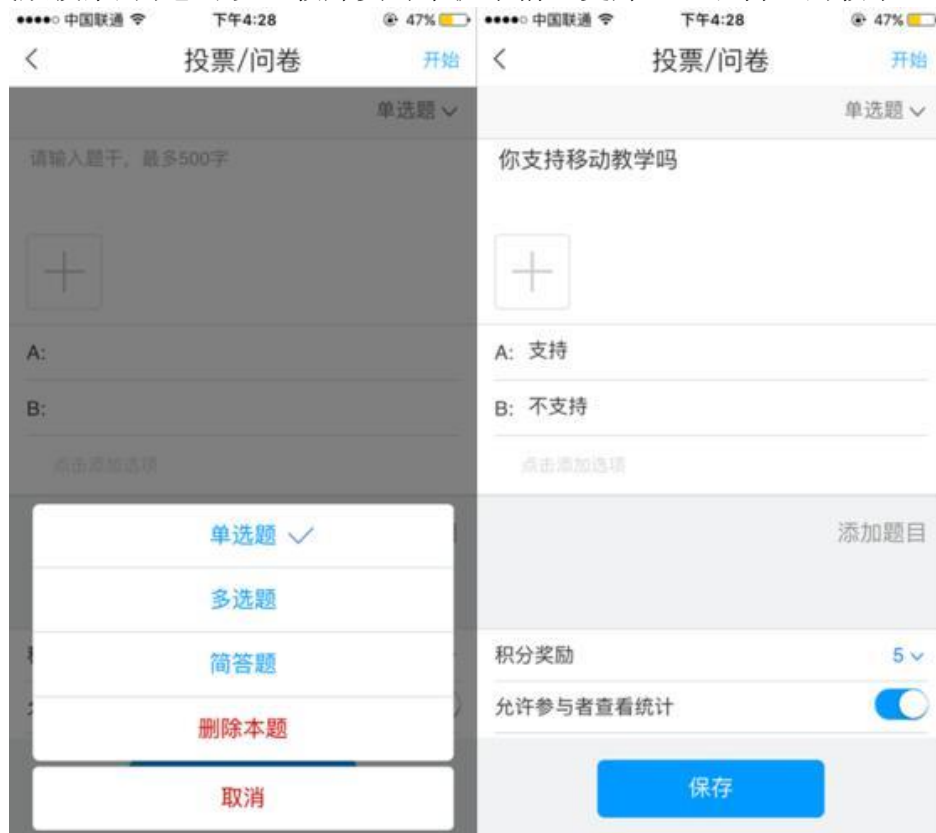 中国联通 下午4:28 47%
投票/问卷 开始
单选题
请输入题干，最多500字
A:
B:
点击添加选项
单选题
多选题
简答题
删除本题
取消
中国联通 下午4:28 47%
投票/问卷 开始
单选题
你支持移动教学吗
A: 支持
B: 不支持
点击添加选项
添加题目
积分奖励 5
允许参与者查看统计
保存